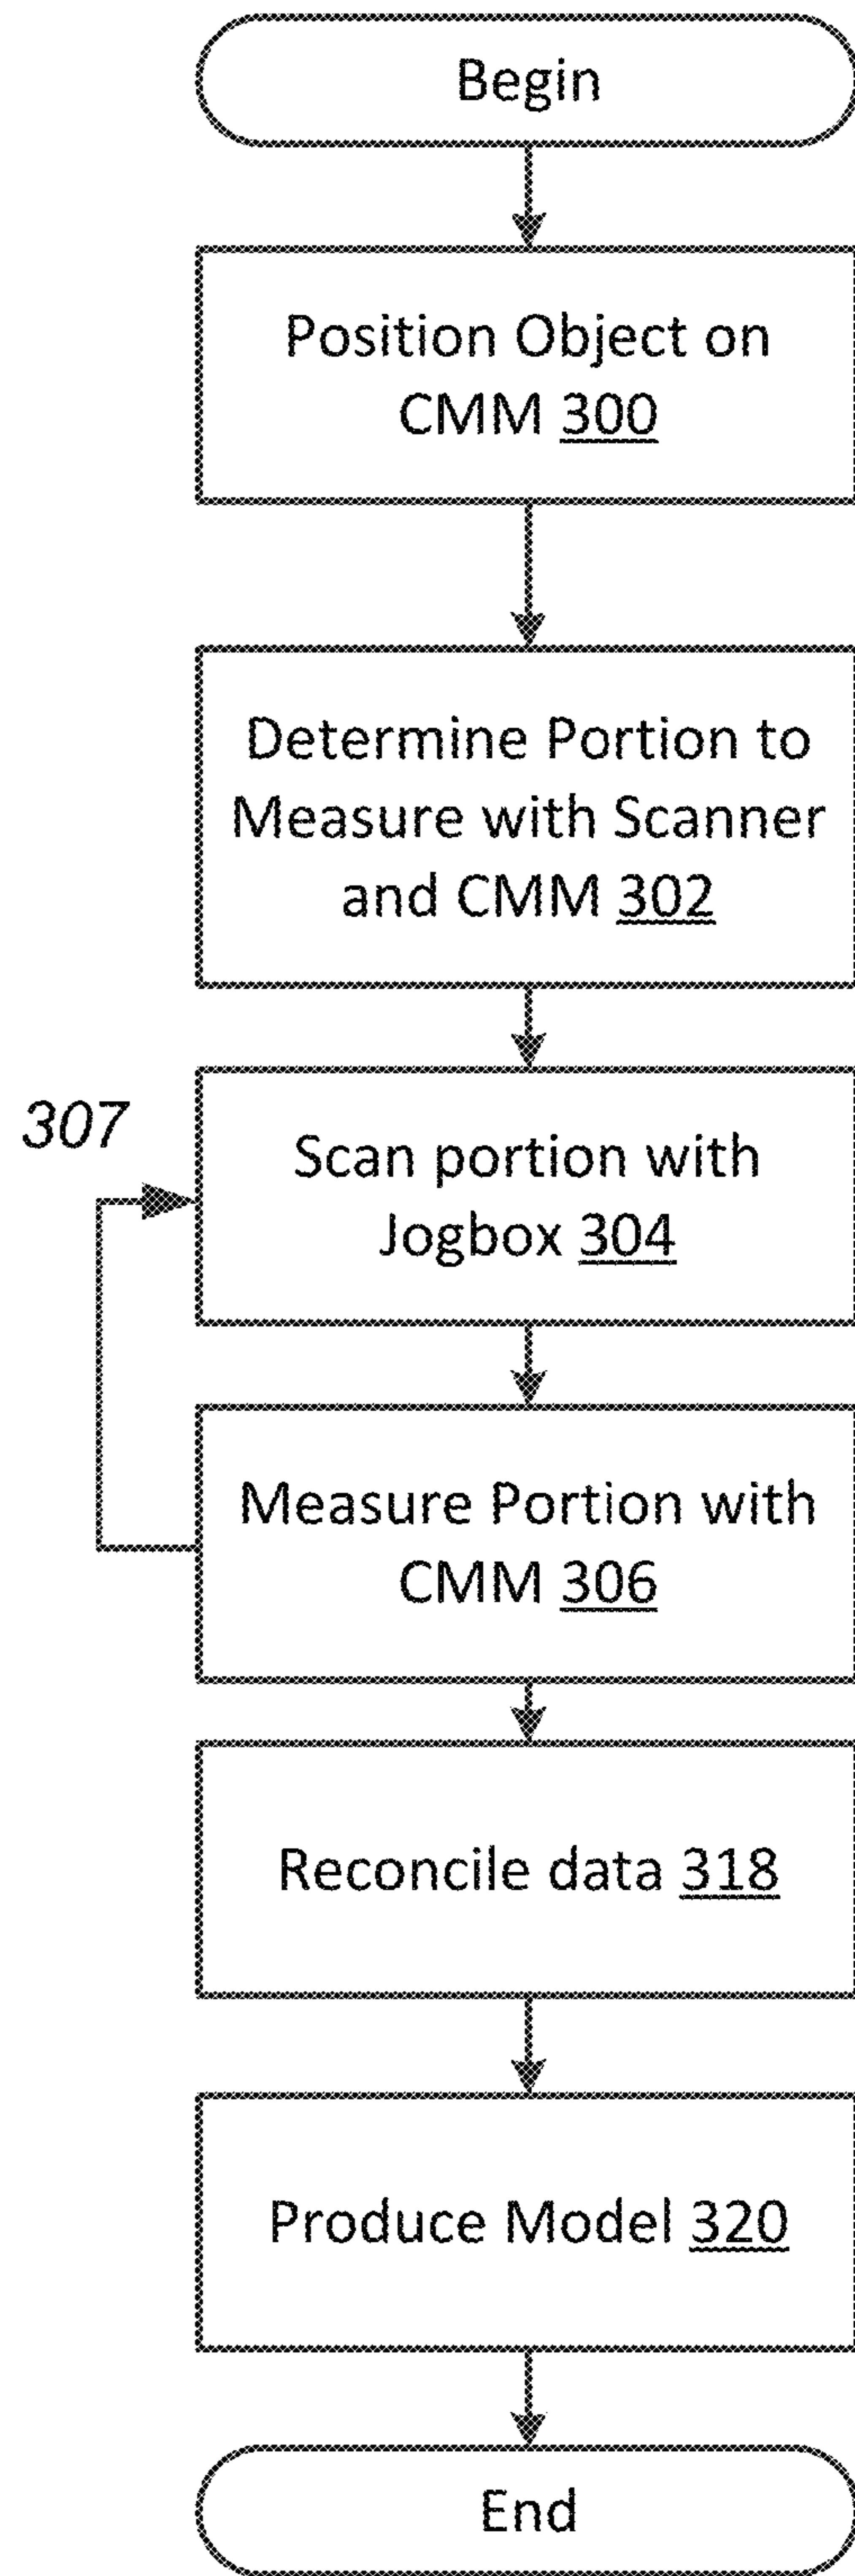 Begin
Position Object on
CMM 300
Determine Portion to
Measure with Scanner
and CMM 302
307
Scan portion with
Jogbox 304
Measure Portion with
CMM 306
Reconcile data 318
Produce Model 320
End